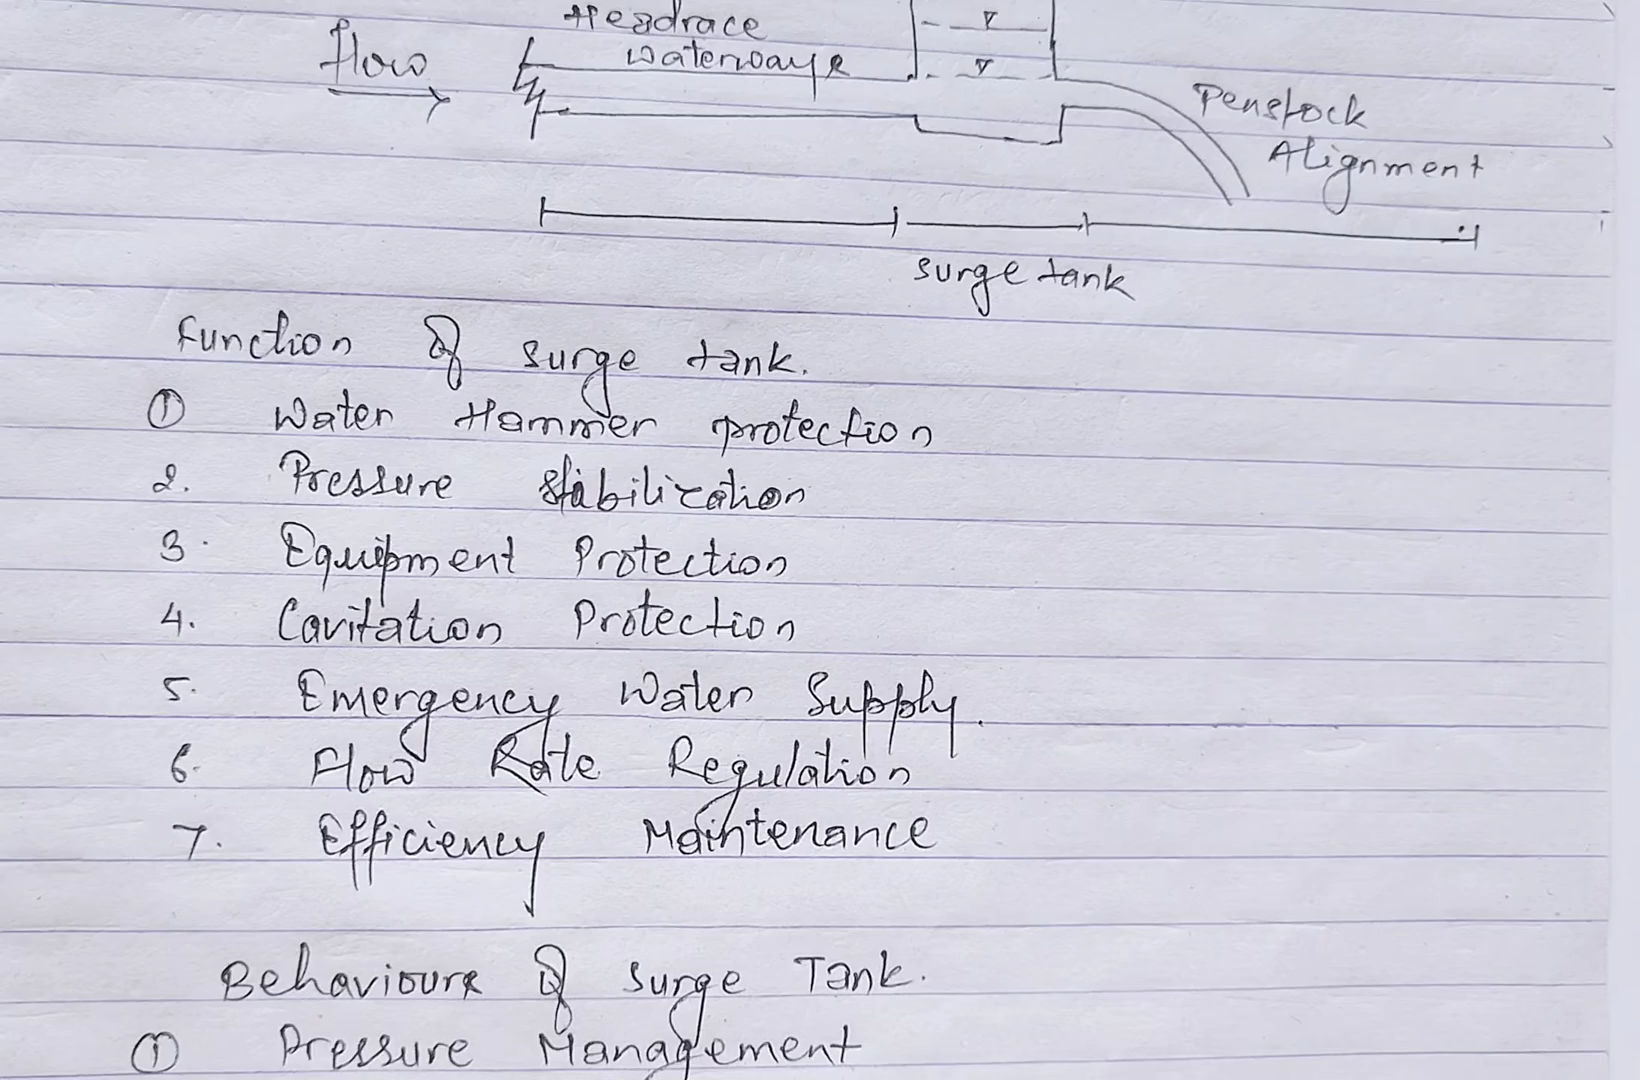 Headrace
Flow
waterwaye
Penstock
Alignment
surge tank
Function of surge tank.
① Water Hammer protection
2. Pressure stabilization
3. Equipment Protection
4. Cavitation Protection
5. Emergency Water Supply.
6. Flow Rate Regulation
7. Efficiency Maintenance
Behaviour of surge Tank.
① Pressure Management